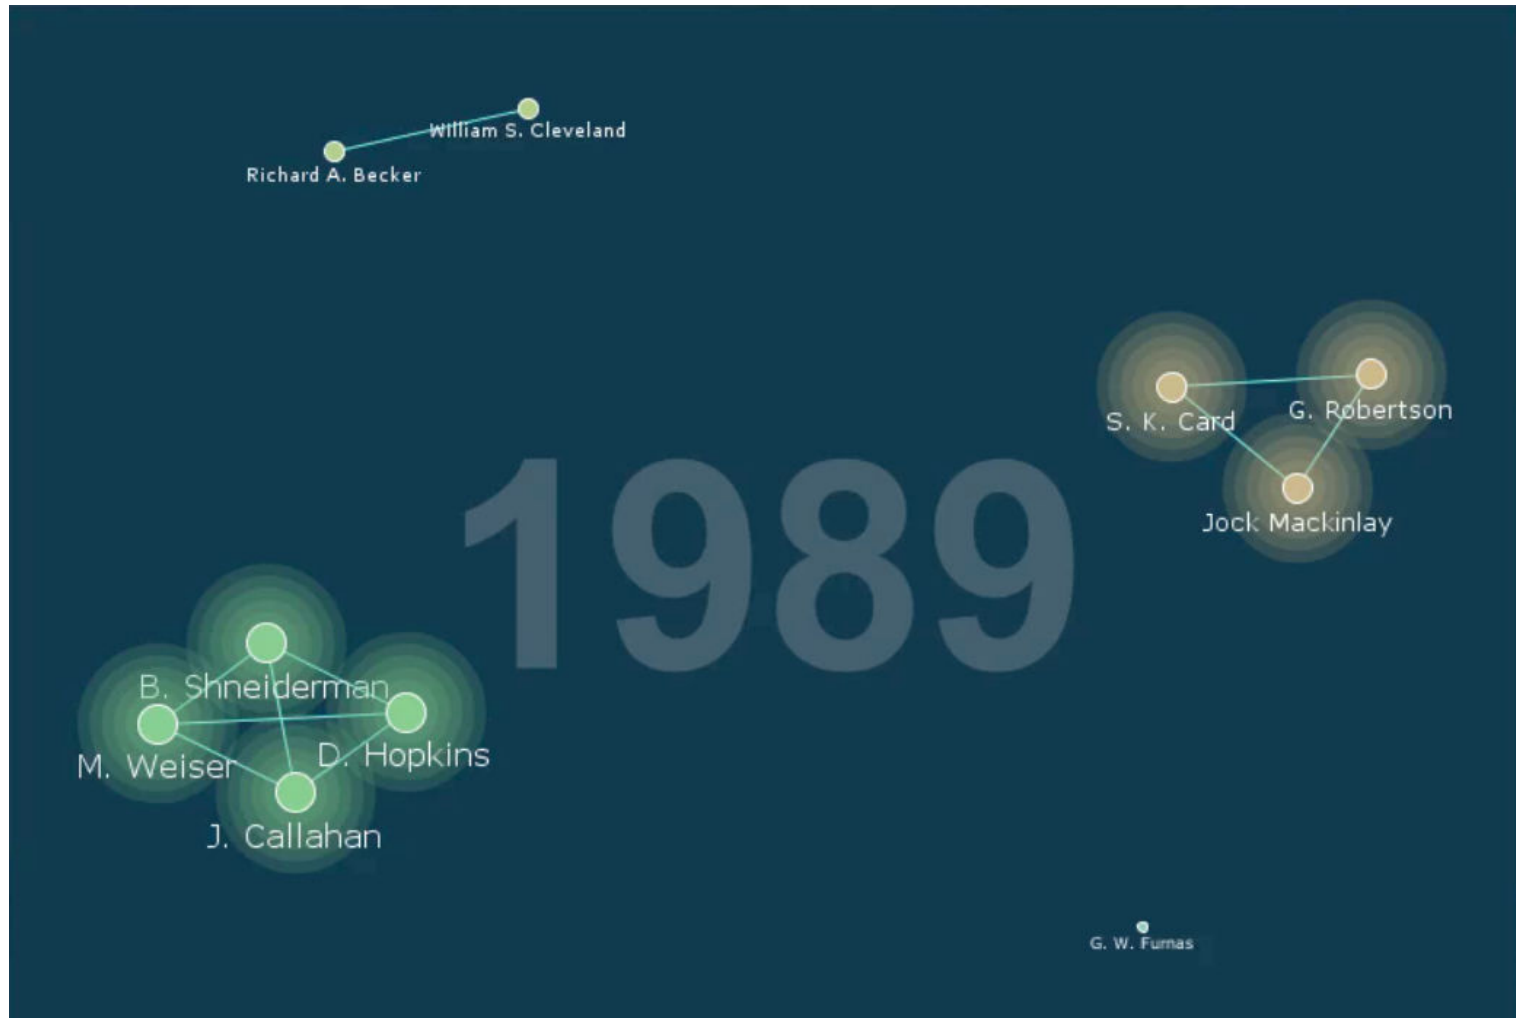 William S. Cleveland
Richard A. Becker
S. K. Card
G. Robertson
1989
Jock Mackinlay
B. Shneiderman
M. Weiser
D. Hopkins
J. Callahan
G. W. Furnas